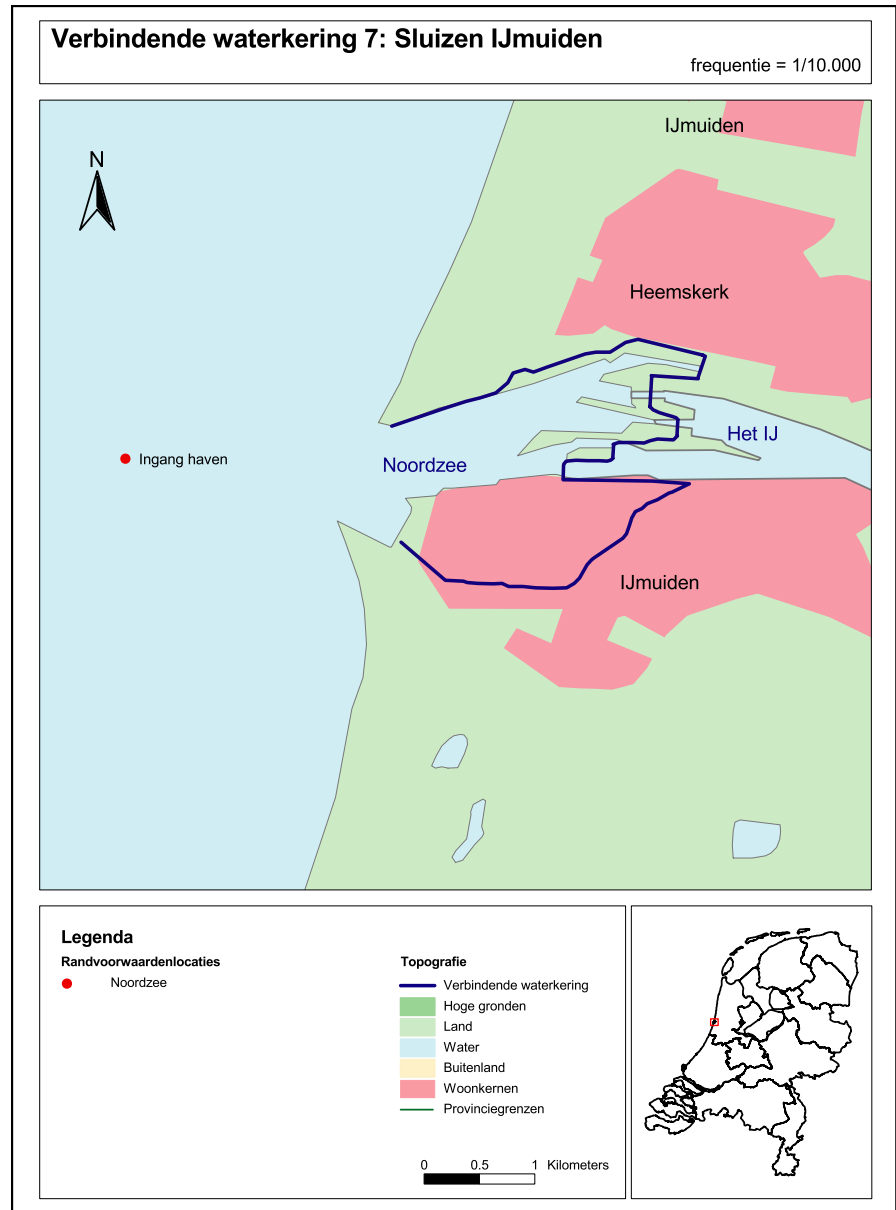 Verbindende waterkering 7: Sluizen IJmuiden
frequentie = 1/10.000
IJmuiden
N
Heemskerk
Het IJ
Ingang haven
Noordzee
IJmuiden
Legenda
Randvoorwaardenlocaties
Noordzee
Topografie
Verbindende waterkering
Hoge gronden
Land
Water
Buitenland
Woonkernen
Provinciegrenzen
0 0.5 1 Kilometers